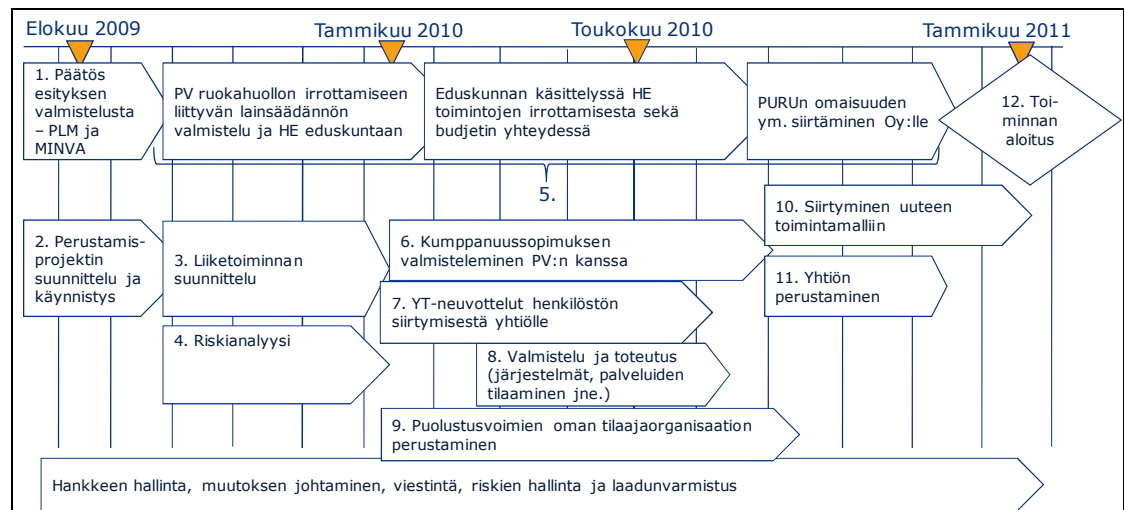 Elokuu 2009
Tammikuu 2010
Toukokuu 2010
Tammikuu 2011
1. Päätös
esityksen
valmistelusta
– PLM ja
MINVA
PV ruokahuollon irrottamiseen
liittyvän lainsäädännön
valmistelu ja HE eduskuntaan
Eduskunnan käsittelyssä HE
toimintojen irrottamisesta sekä
budjetin yhteydessä
PURUn omaisuuden
ym. siirtäminen Oy:lle
12. Toi-
minnan
aloitus
5.
2. Perustamis-
projektin
suunnittelu ja
käynnistys
3. Liiketoiminnan
suunnittelu
4. Riskianalyysi
6. Kumppanuussopimuksen
valmisteleminen PV:n kanssa
7. YT-neuvottelut henkilöstön
siirtymisestä yhtiölle
8. Valmistelu ja toteutus
(järjestelmät, palveluiden
tilaaminen jne.)
9. Puolustusvoimien oman tilaajaorganisaation
perustaminen
10. Siirtyminen uuteen
toimintamalliin
11. Yhtiön
perustaminen
Hankkeen hallinta, muutoksen johtaminen, viestintä, riskien hallinta ja laadunvarmistus